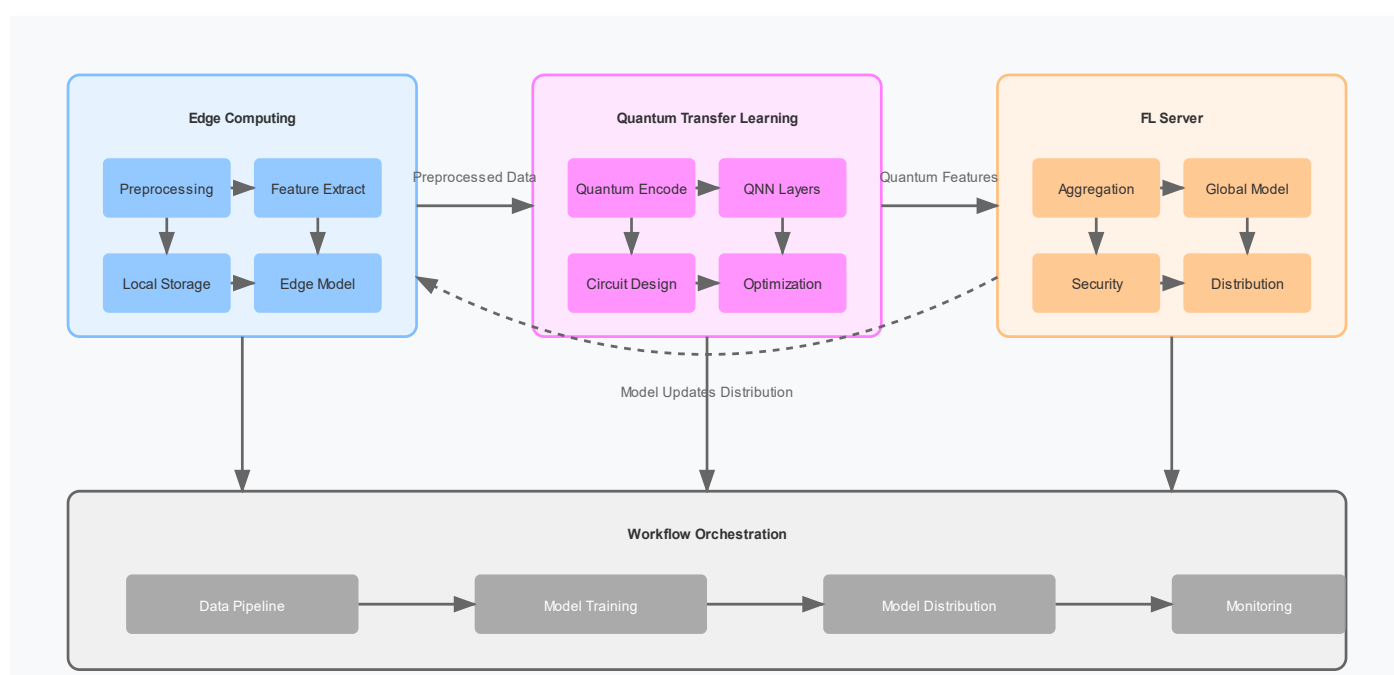 Edge Computing
Quantum Transfer Learning
FL Server
Preprocessing
Feature Extract
Preprocessed Data
Quantum Encode
QNN Layers
Quantum Features
Aggregation
Global Model
Local Storage
Edge Model
Circuit Design
Optimization
Security
Distribution
Model Updates Distribution
Workflow Orchestration
Data Pipeline
Model Training
Model Distribution
Monitoring